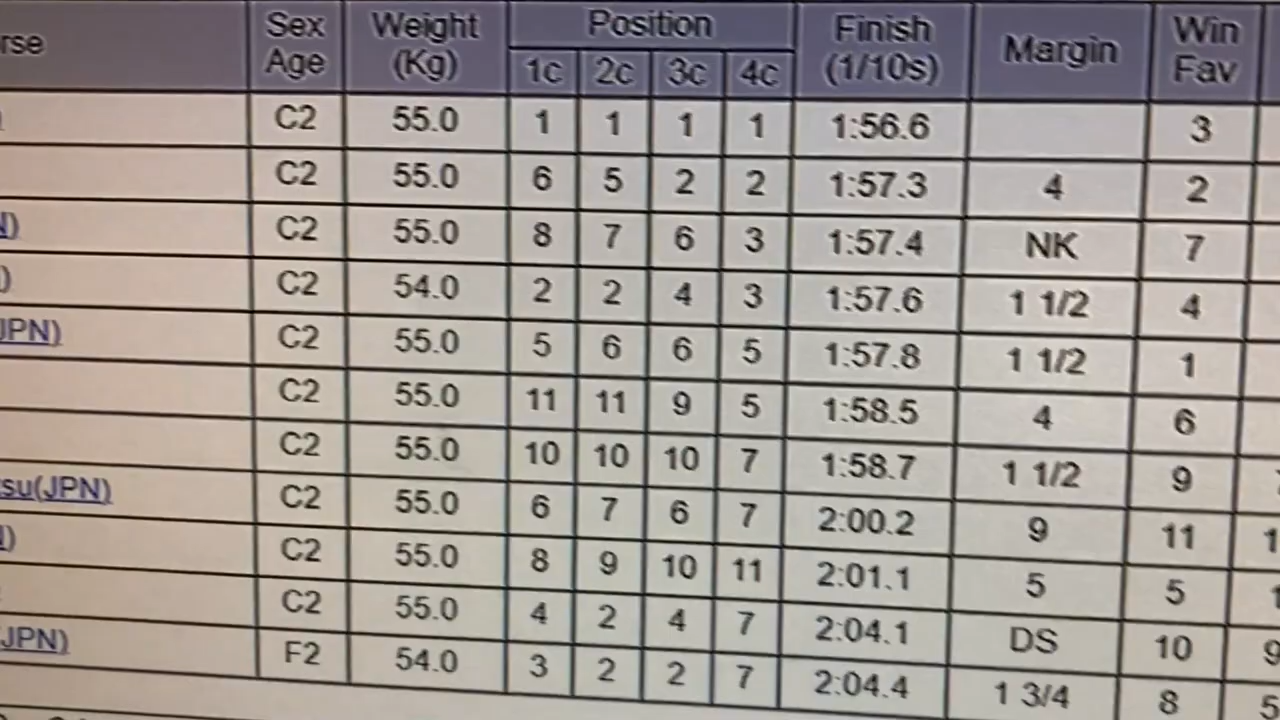 rse Sex Age Weight (Kg) Position 1c 2c 3c 4c Finish (1/10s) Margin Win Fav
) C2 55.0 1 1 1 1 1:56.6 3
C2 55.0 6 5 2 2 1:57.3 4 2
N) C2 55.0 8 7 6 3 1:57.4 NK 7
) C2 54.0 2 2 4 3 1:57.6 1 1/2 4
JPN) C2 55.0 5 6 6 5 1:57.8 1 1/2 1
C2 55.0 11 11 9 5 1:58.5 4 6
C2 55.0 10 10 10 7 1:58.7 1 1/2 9
su(JPN) C2 55.0 6 7 6 7 2:00.2 9 11 1
) C2 55.0 8 9 10 11 2:01.1 5 5 1
C2 55.0 4 2 4 7 2:04.1 DS 10 9
JPN) F2 54.0 3 2 2 7 2:04.4 1 3/4 8 5